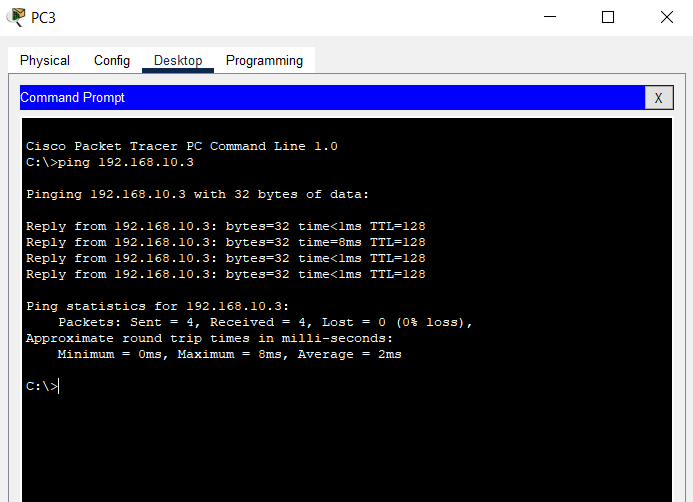 PC3
Physical Config Desktop Programming
Command Prompt
X
Cisco Packet Tracer PC Command Line 1.0
C:\>ping 192.168.10.3
Pinging 192.168.10.3 with 32 bytes of data:
Reply from 192.168.10.3: bytes=32 time<1ms TTL=128
Reply from 192.168.10.3: bytes=32 time=8ms TTL=128
Reply from 192.168.10.3: bytes=32 time<1ms TTL=128
Reply from 192.168.10.3: bytes=32 time<1ms TTL=128
Ping statistics for 192.168.10.3:
    Packets: Sent = 4, Received = 4, Lost = 0 (0% loss),
Approximate round trip times in milli-seconds:
    Minimum = 0ms, Maximum = 8ms, Average = 2ms
C:\>